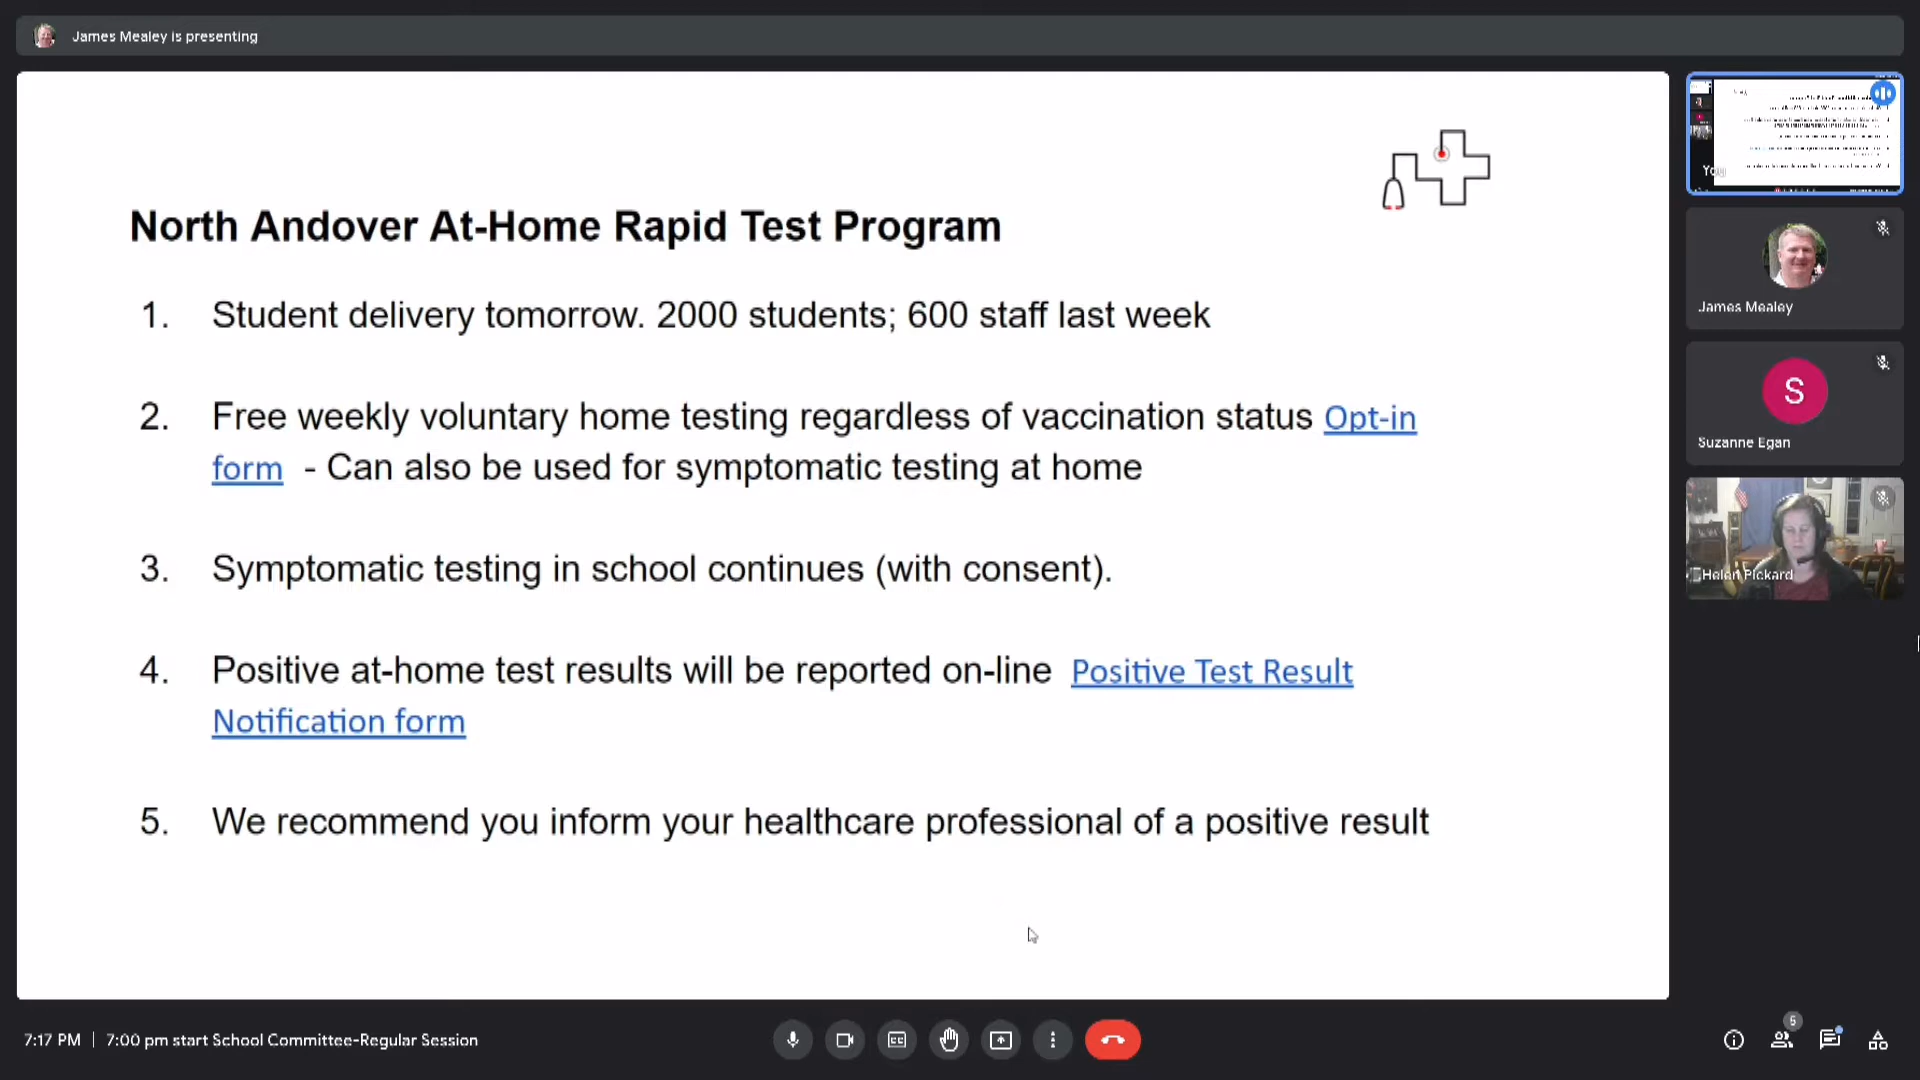 James Mealey is presenting
North Andover At-Home Rapid Test Program
1. Student delivery tomorrow. 2000 students; 600 staff last week
2. Free weekly voluntary home testing regardless of vaccination status Opt-in
form - Can also be used for symptomatic testing at home
3. Symptomatic testing in school continues (with consent).
4. Positive at-home test results will be reported on-line Positive Test Result
Notification form
5. We recommend you inform your healthcare professional of a positive result
You
James Mealey
S
Suzanne Egan
Helen Pickard
7:17 PM | 7:00 pm start School Committee-Regular Session
5